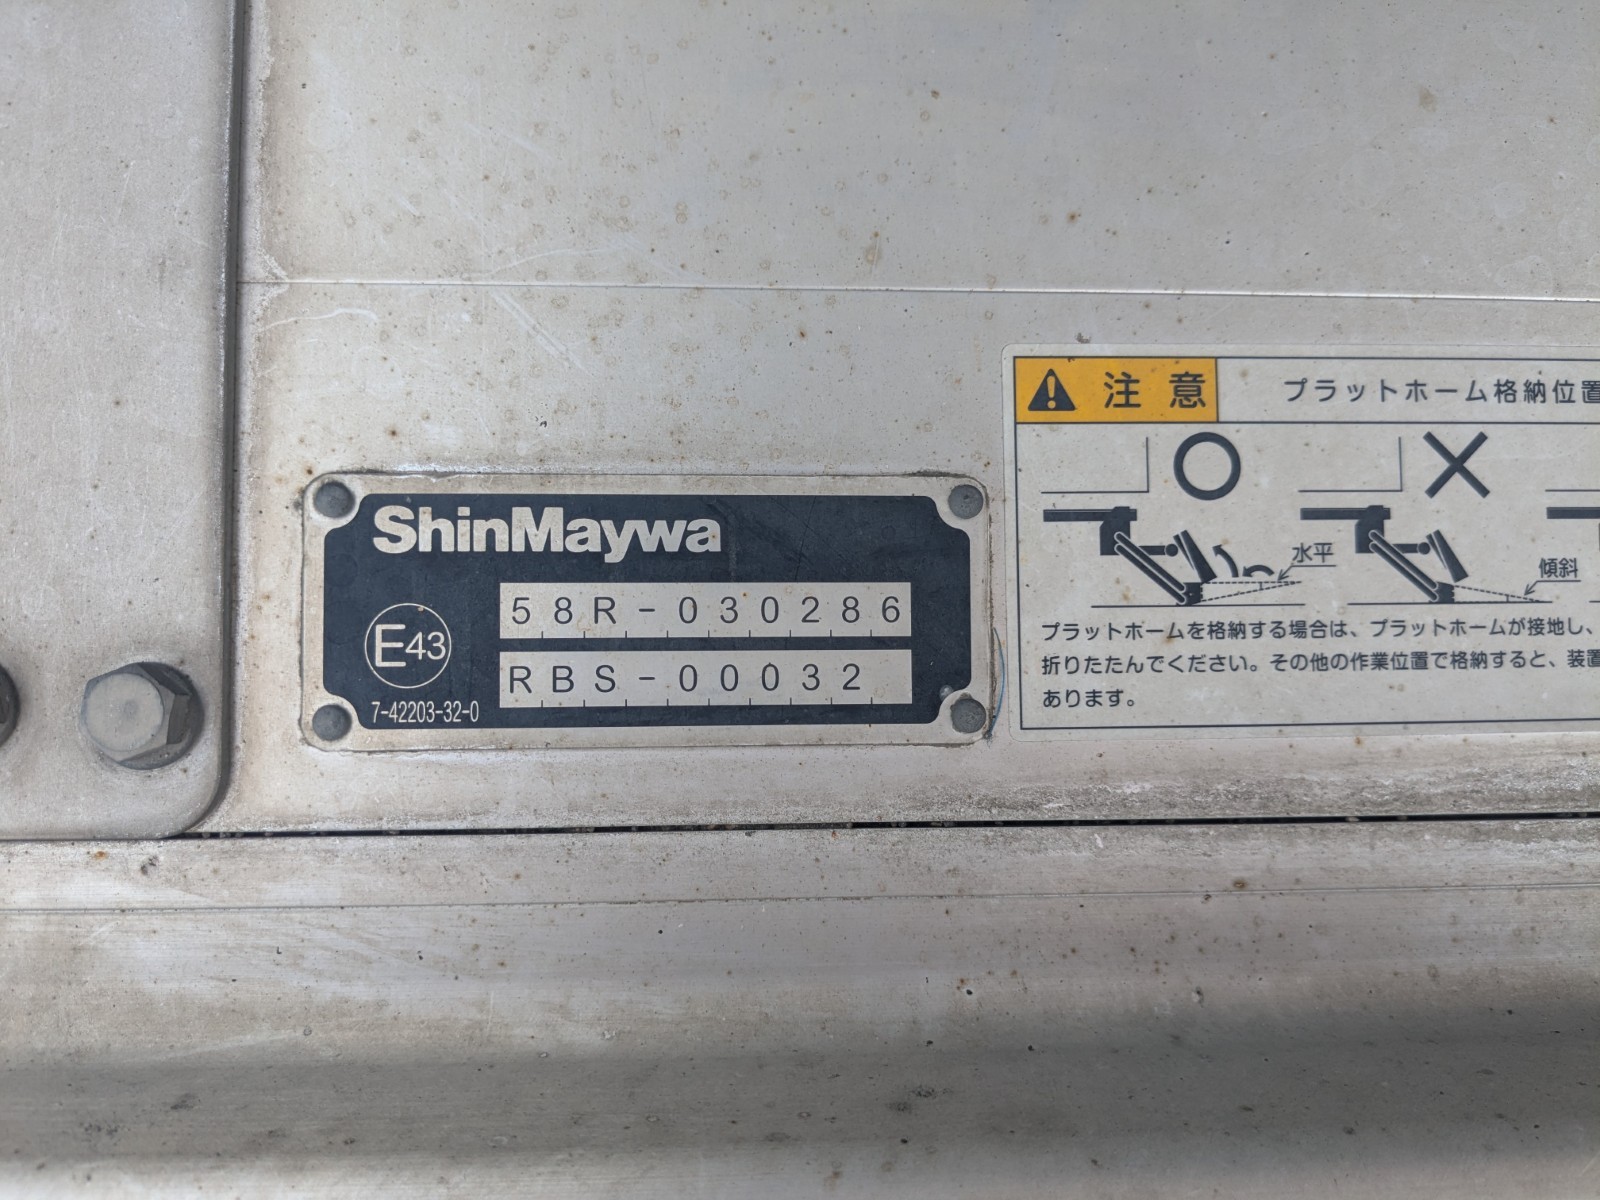 ShinMaywa
58R-030286
E43
RBS-00032
7-42203-32-0
注意
プラットホーム格納位置
水平
傾斜
プラットホームを格納する場合は、プラットホームが接地し、
折りたたんでください。その他の作業位置で格納すると、装置
あります。